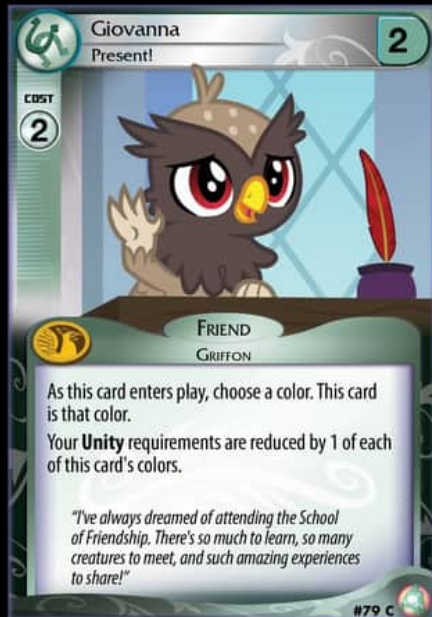 Giovanna
Present!
2
COST
2
FRIEND
GRIFFON
As this card enters play, choose a color. This card
is that color.
Your Unity requirements are reduced by 1 of each
of this card's colors.
"I've always dreamed of attending the School
of Friendship. There's so much to learn, so many
creatures to meet, and such amazing experiences
to share!"
#79 C